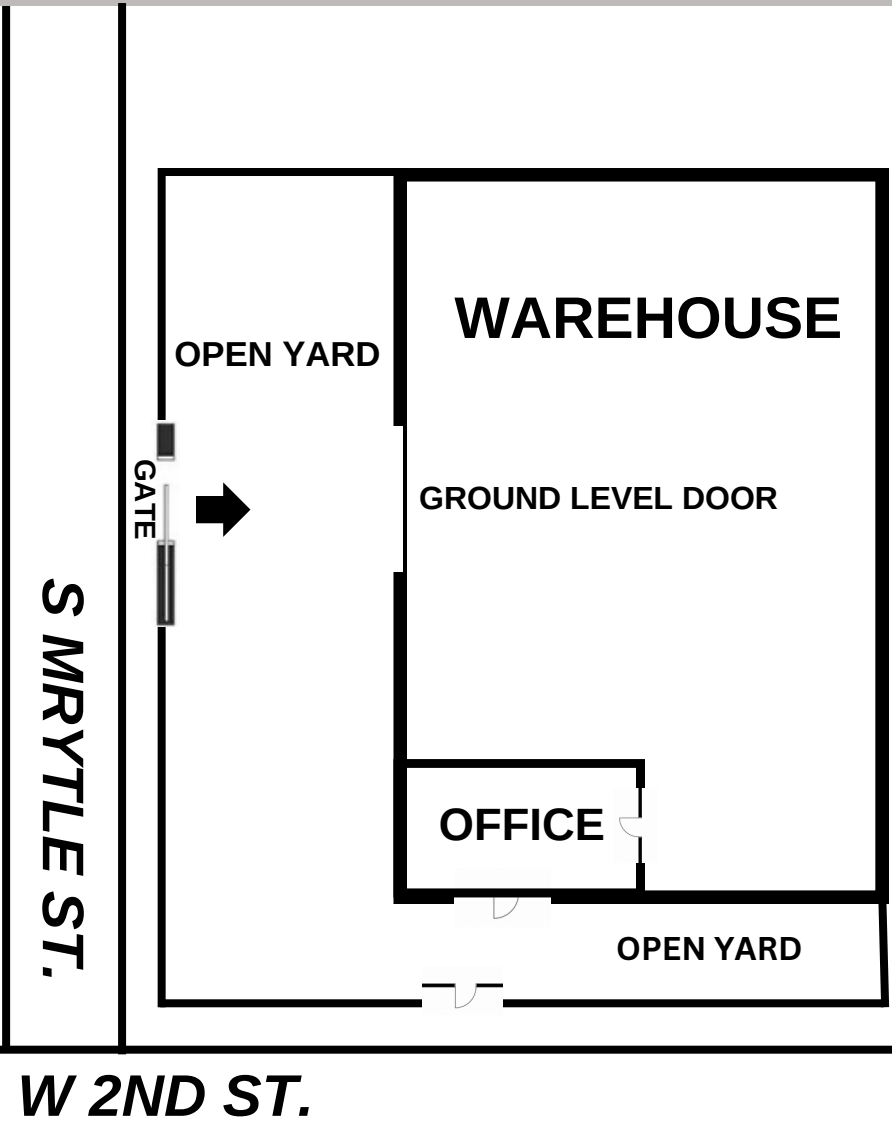 WAREHOUSE
OPEN YARD
GATE
GROUND LEVEL DOOR
S MRYTLE ST.
OFFICE
OPEN YARD
W 2ND ST.